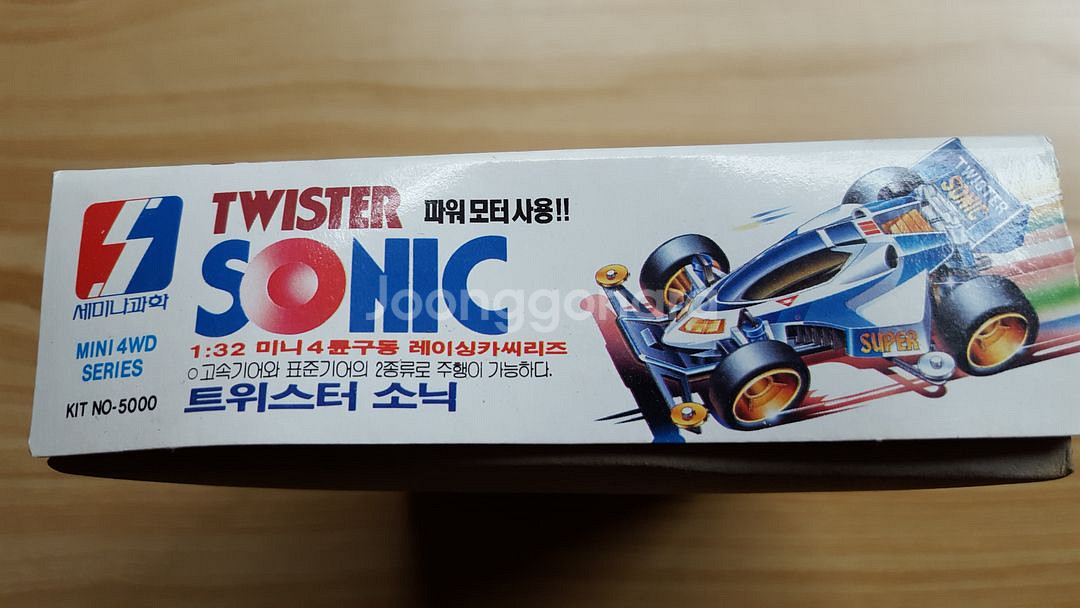 TWISTER
파워 모터 사용!!
SONIC
세미나과학
MINI 4WD
SERIES
KIT NO-5000
1:32 미니4륜구동 레이싱카씨리즈
○고속기어와 표준기어의 2종류로 주행이 가능하다.
트위스터 소닉
TWISTER
SONIC
SUPER
Joonggonara